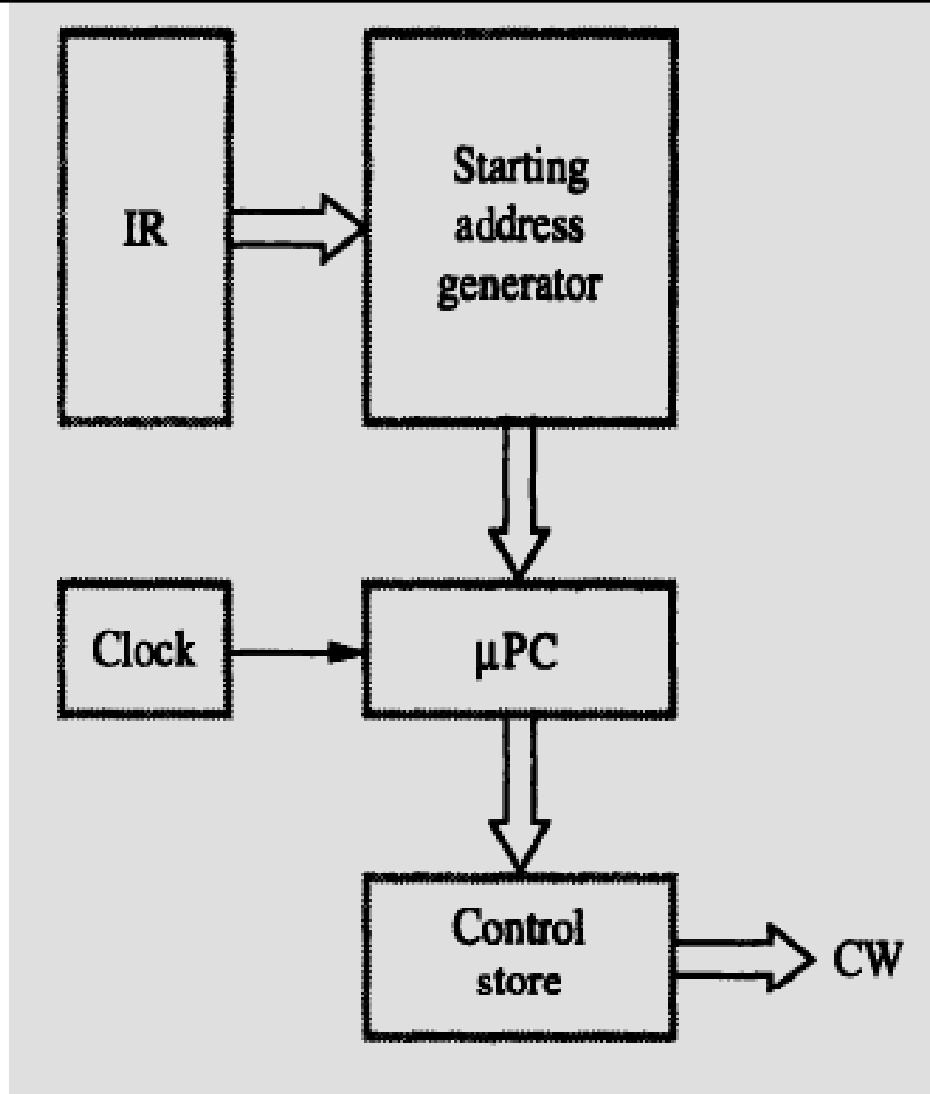 IR
Starting
address
generator
Clock
μPC
Control
store
CW